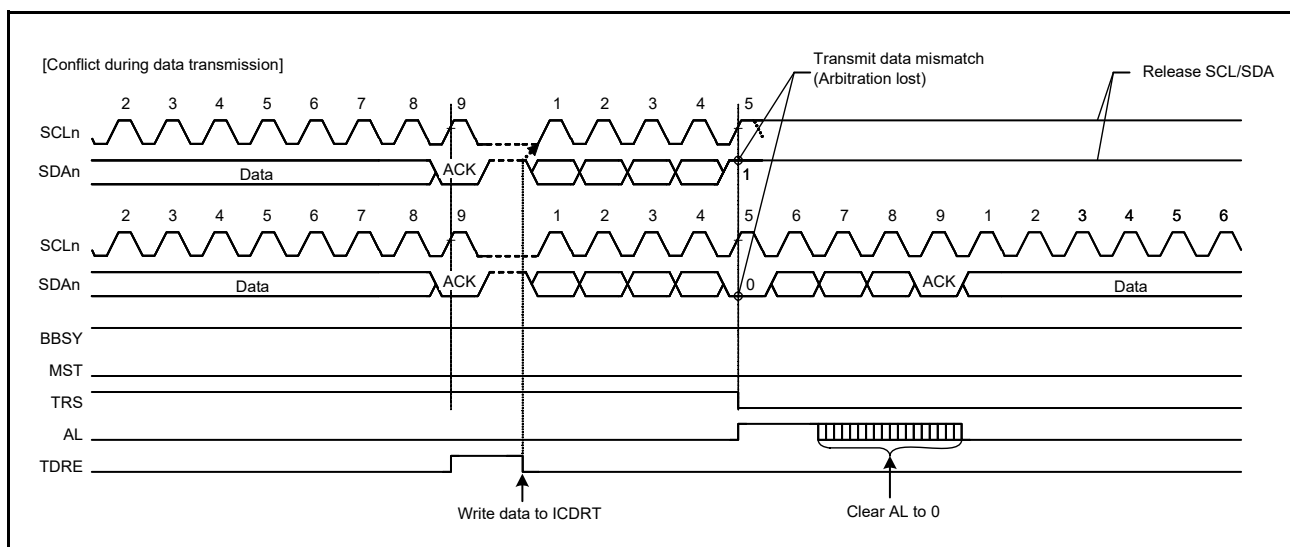 [Conflict during data transmission]
Transmit data mismatch
(Arbitration lost)
Release SCL/SDA
2 3 4 5 6 7 8 9 1 2 3 4 5
SCLn
SDAn Data ACK 1
2 3 4 5 6 7 8 9 1 2 3 4 5 6 7 8 9 1 2 3 4 5 6
SCLn
SDAn Data ACK 0 ACK Data
BBSY
MST
TRS
AL
TDRE
Write data to ICDRT
Clear AL to 0